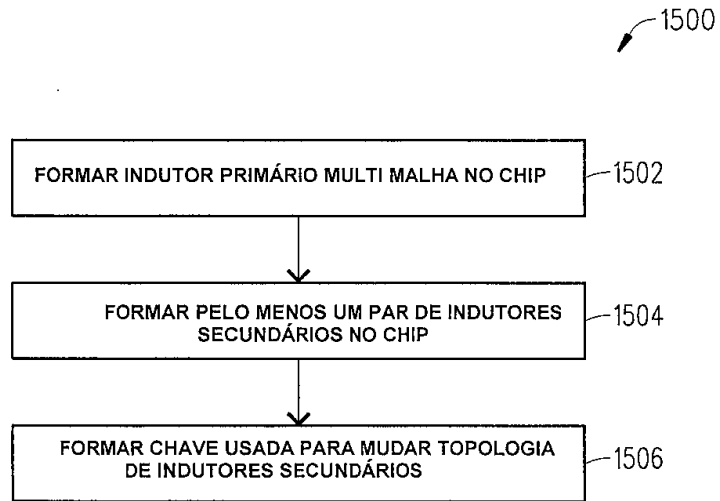 1500
FORMAR INDUTOR PRIMÁRIO MULTI MALHA NO CHIP
1502
FORMAR PELO MENOS UM PAR DE INDUTORES
SECUNDÁRIOS NO CHIP
1504
FORMAR CHAVE USADA PARA MUDAR TOPOLOGIA
DE INDUTORES SECUNDÁRIOS
1506